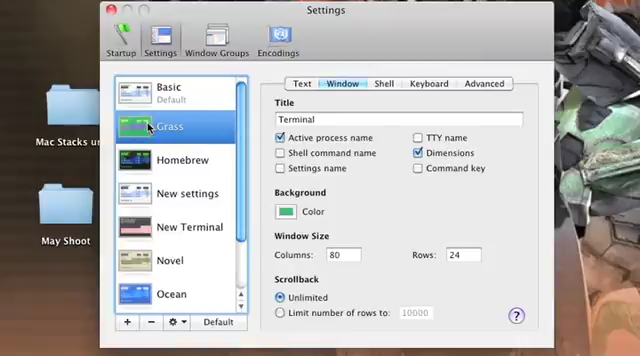 Settings
Startup
Settings
Window Groups
Encodings
Basic
Default
Grass
Homebrew
New settings
New Terminal
Novel
Ocean
Default
Text
Window
Shell
Keyboard
Advanced
Title
Terminal
Active process name
TTY name
Shell command name
Dimensions
Settings name
Command key
Background
Color
Window Size
Columns: 80
Rows: 24
Scrollback
Unlimited
Limit number of rows to: 10000
?
Mac Stacks
May Shoot